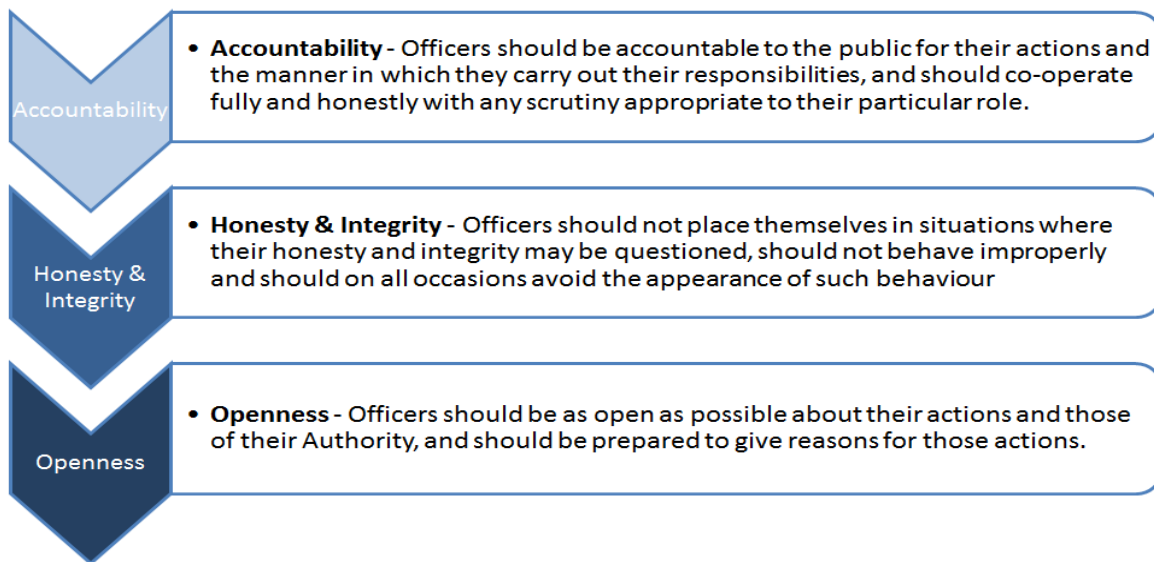 Accountability
• Accountability - Officers should be accountable to the public for their actions and
the manner in which they carry out their responsibilities, and should co-operate
fully and honestly with any scrutiny appropriate to their particular role.
Honesty &
Integrity
• Honesty & Integrity - Officers should not place themselves in situations where
their honesty and integrity may be questioned, should not behave improperly
and should on all occasions avoid the appearance of such behaviour
Openness
• Openness - Officers should be as open as possible about their actions and those
of their Authority, and should be prepared to give reasons for those actions.